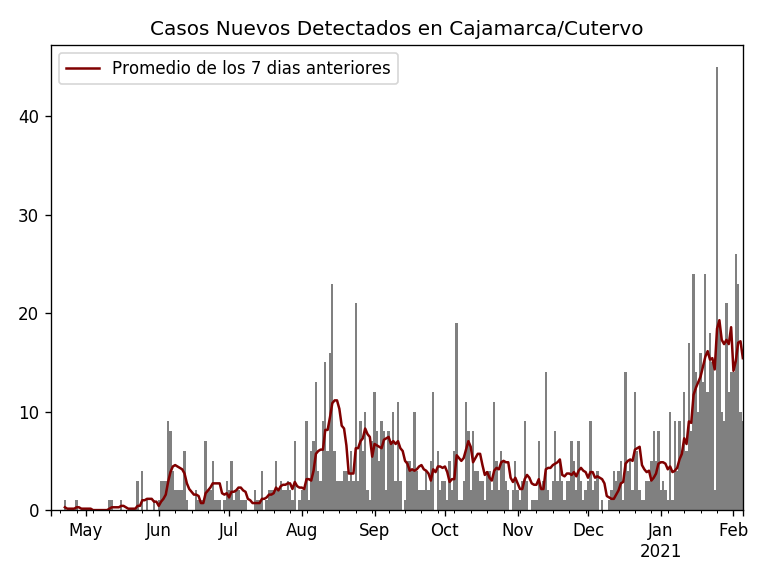 Casos Nuevos Detectados en Cajamarca/Cutervo
Promedio de los 7 dias anteriores
40
30
20
10
0
May Jun Jul Aug Sep Oct Nov Dec Jan Feb
2021